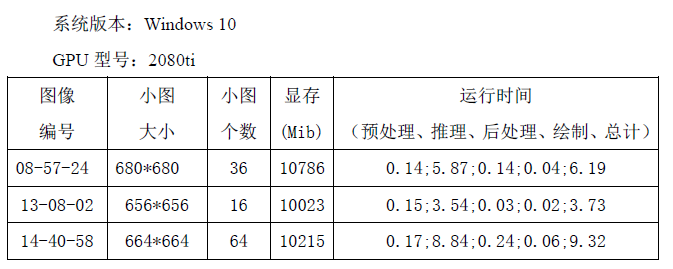 系统版本：Windows 10
GPU 型号：2080ti
图像 小图 小图 显存 运行时间
编号 大小 个数 (Mib) （预处理、推理、后处理、绘制、总计）
08-57-24 680*680 36 10786 0.14;5.87;0.14;0.04;6.19
13-08-02 656*656 16 10023 0.15;3.54;0.03;0.02;3.73
14-40-58 664*664 64 10215 0.17;8.84;0.24;0.06;9.32